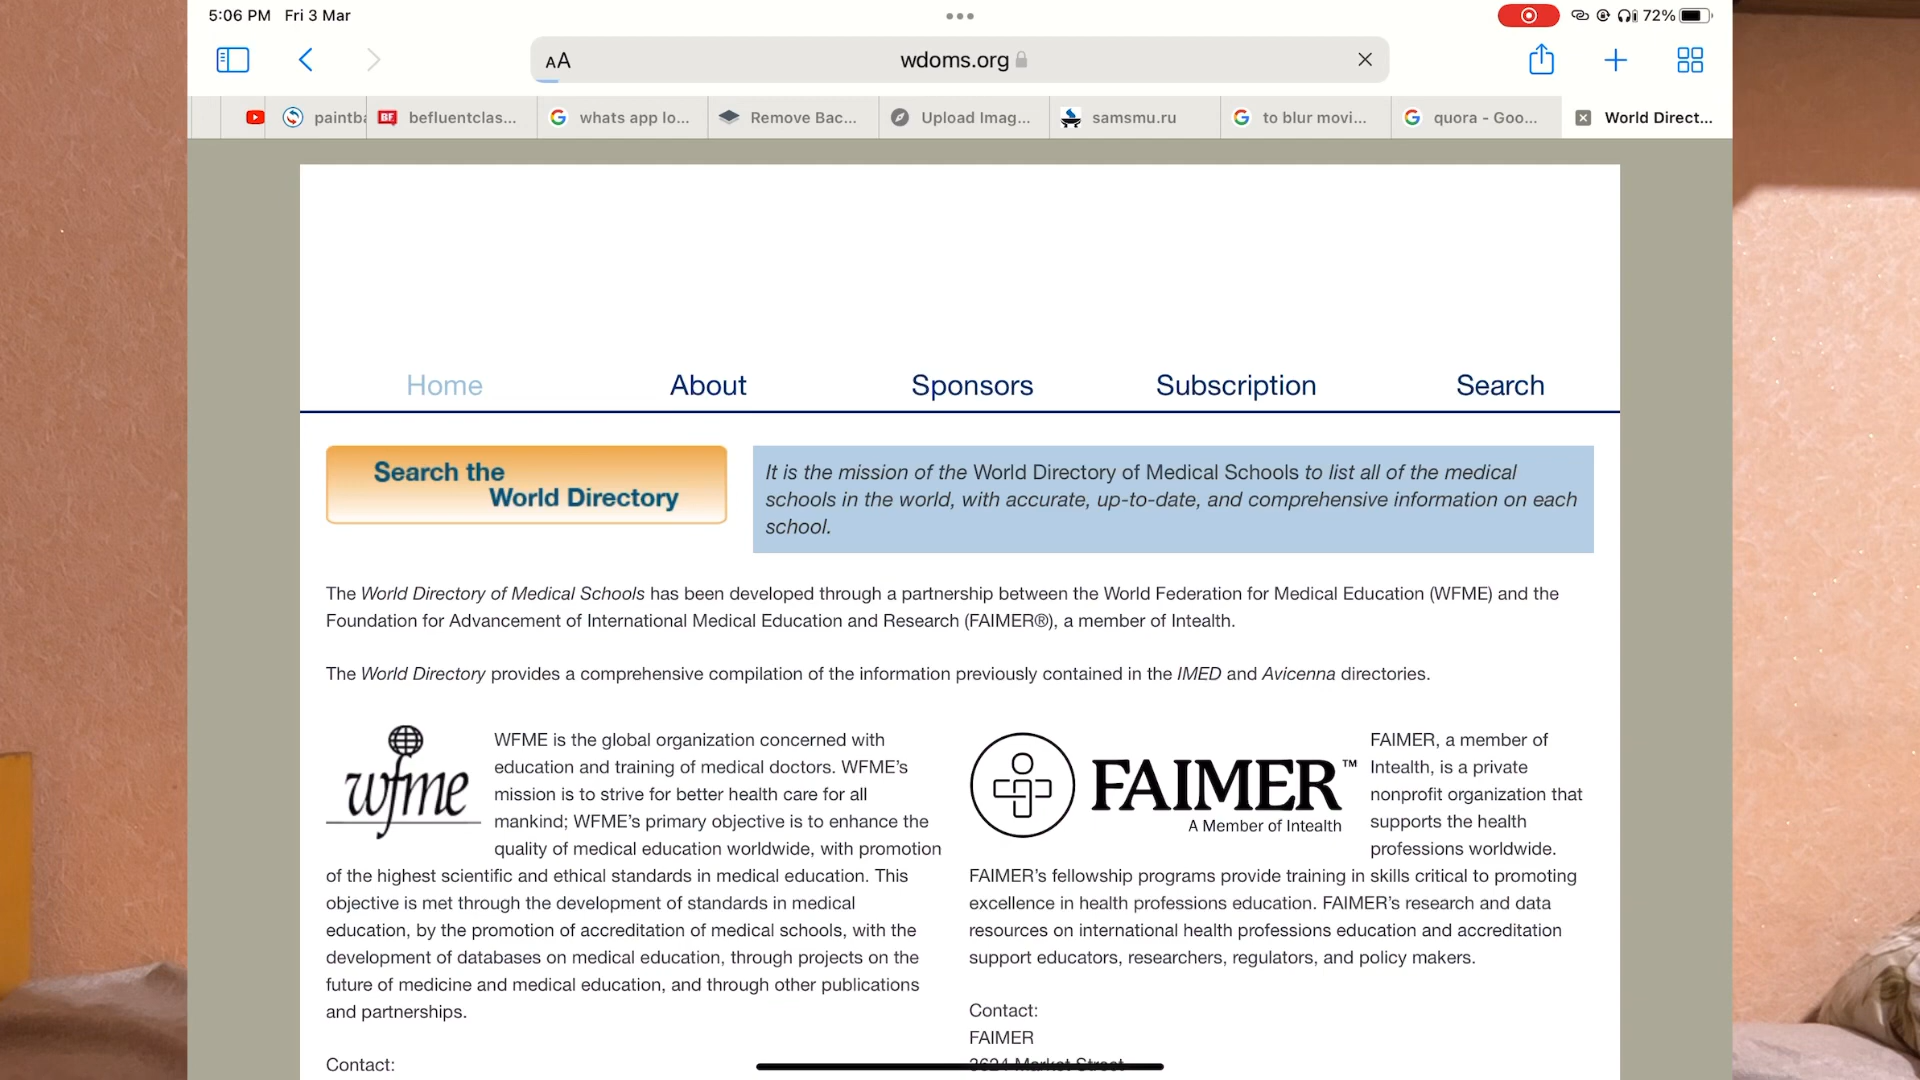 5:06 PM Fri 3 Mar
72%
AA wdoms.org
paintba befluentclas... whats app lo... Remove Bac... Upload Imag... samsmu.ru to blur movi... quora - Goo... World Direct...
Home About Sponsors Subscription Search
Search the
World Directory
It is the mission of the World Directory of Medical Schools to list all of the medical
schools in the world, with accurate, up-to-date, and comprehensive information on each
school.
The World Directory of Medical Schools has been developed through a partnership between the World Federation for Medical Education (WFME) and the
Foundation for Advancement of International Medical Education and Research (FAIMER®), a member of Intealth.
The World Directory provides a comprehensive compilation of the information previously contained in the IMED and Avicenna directories.
wfme
WFME is the global organization concerned with
education and training of medical doctors. WFME's
mission is to strive for better health care for all
mankind; WFME's primary objective is to enhance the
quality of medical education worldwide, with promotion
of the highest scientific and ethical standards in medical education. This
objective is met through the development of standards in medical
education, by the promotion of accreditation of medical schools, with the
development of databases on medical education, through projects on the
future of medicine and medical education, and through other publications
and partnerships.
Contact:
FAIMER™
A Member of Intealth
FAIMER, a member of
Intealth, is a private
nonprofit organization that
supports the health
professions worldwide.
FAIMER's fellowship programs provide training in skills critical to promoting
excellence in health professions education. FAIMER's research and data
resources on international health professions education and accreditation
support educators, researchers, regulators, and policy makers.
Contact:
FAIMER
3624 Market Street